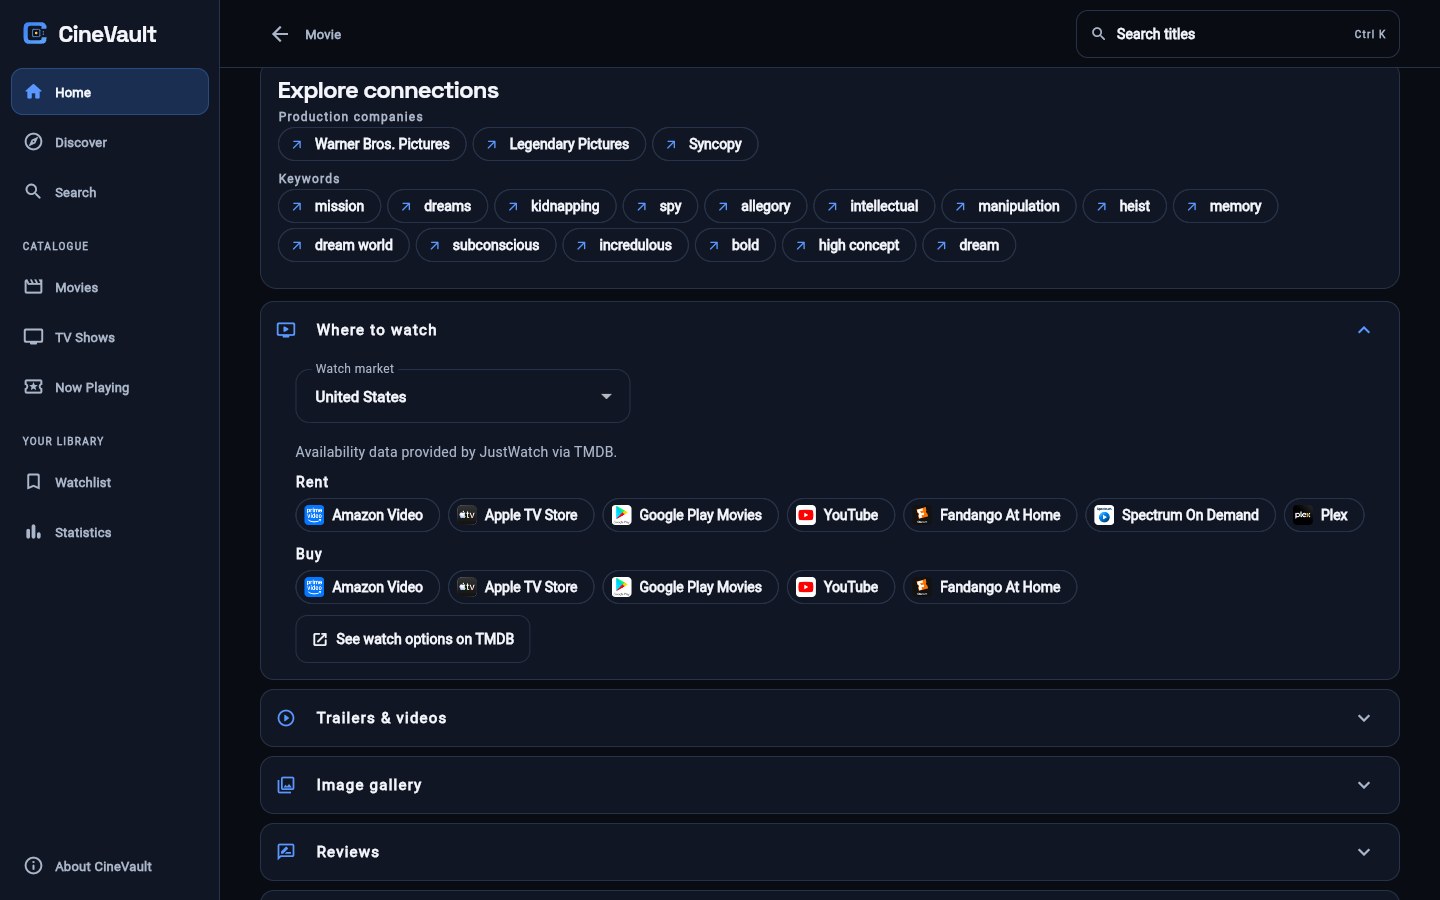 CineVault
Home
Discover
Search
CATALOGUE
Movies
TV Shows
Now Playing
YOUR LIBRARY
Watchlist
Statistics
About CineVault
Movie
Search titles Ctrl K
Explore connections
Production companies
Warner Bros. Pictures Legendary Pictures Syncopy
Keywords
mission dreams kidnapping spy allegory intellectual manipulation heist memory
dream world subconscious incredulous bold high concept dream
Where to watch
Watch market
United States
Availability data provided by JustWatch via TMDB.
Rent
Amazon Video Apple TV Store Google Play Movies YouTube Fandango At Home Spectrum On Demand Plex
Buy
Amazon Video Apple TV Store Google Play Movies YouTube Fandango At Home
See watch options on TMDB
Trailers & videos
Image gallery
Reviews